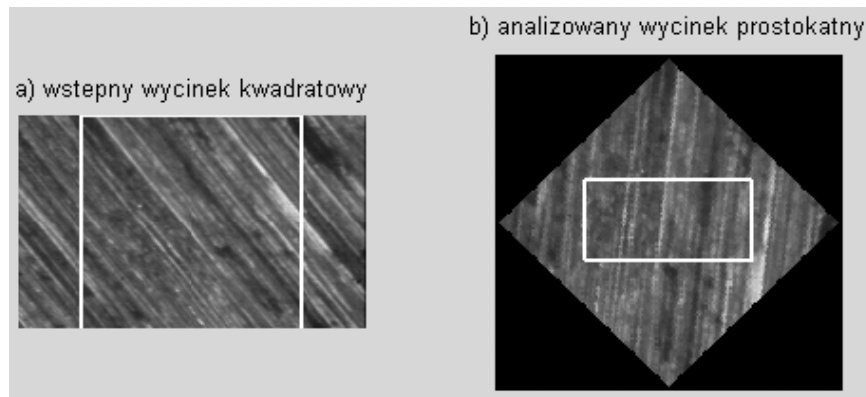 b) analizowany wycinek prostokatny
a) wstepny wycinek kwadratowy